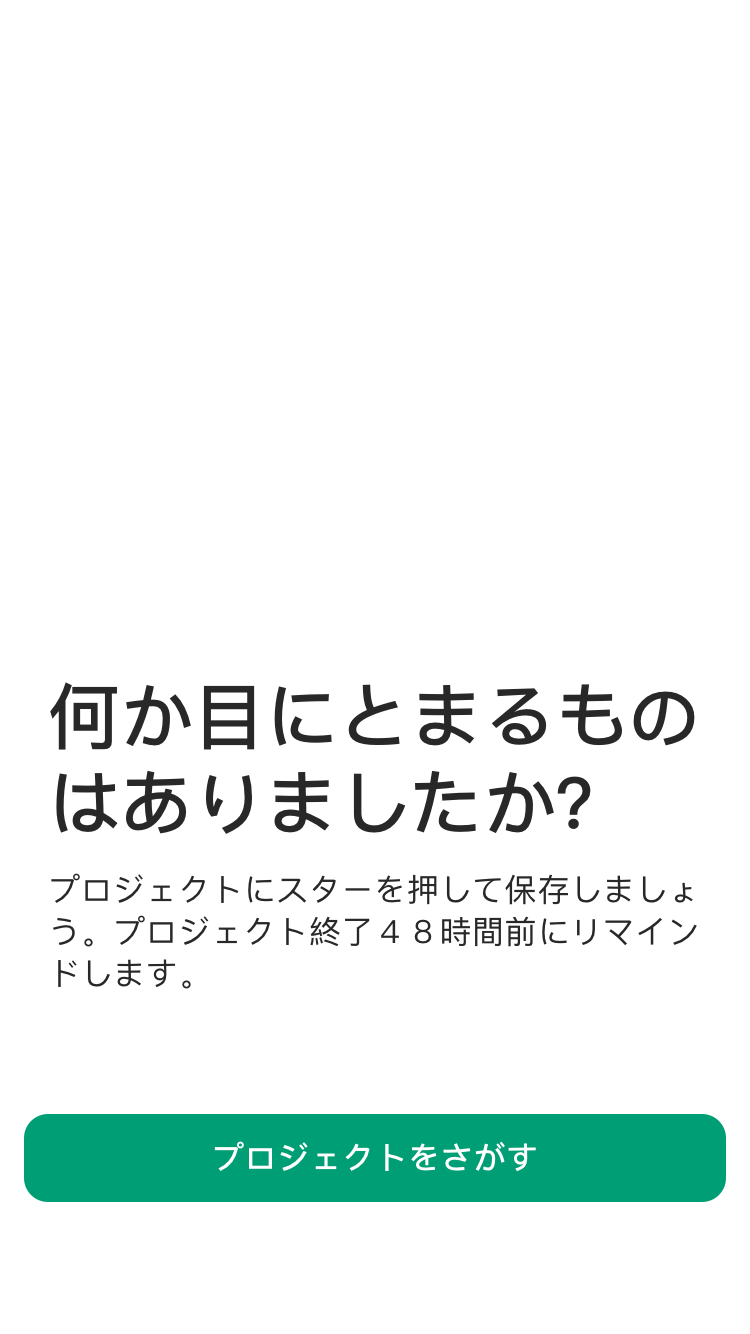 何か目にとまるもの
はありましたか?
プロジェクトにスターを押して保存しましょ
う。プロジェクト終了４８時間前にリマイン
ドします。
プロジェクトをさがす